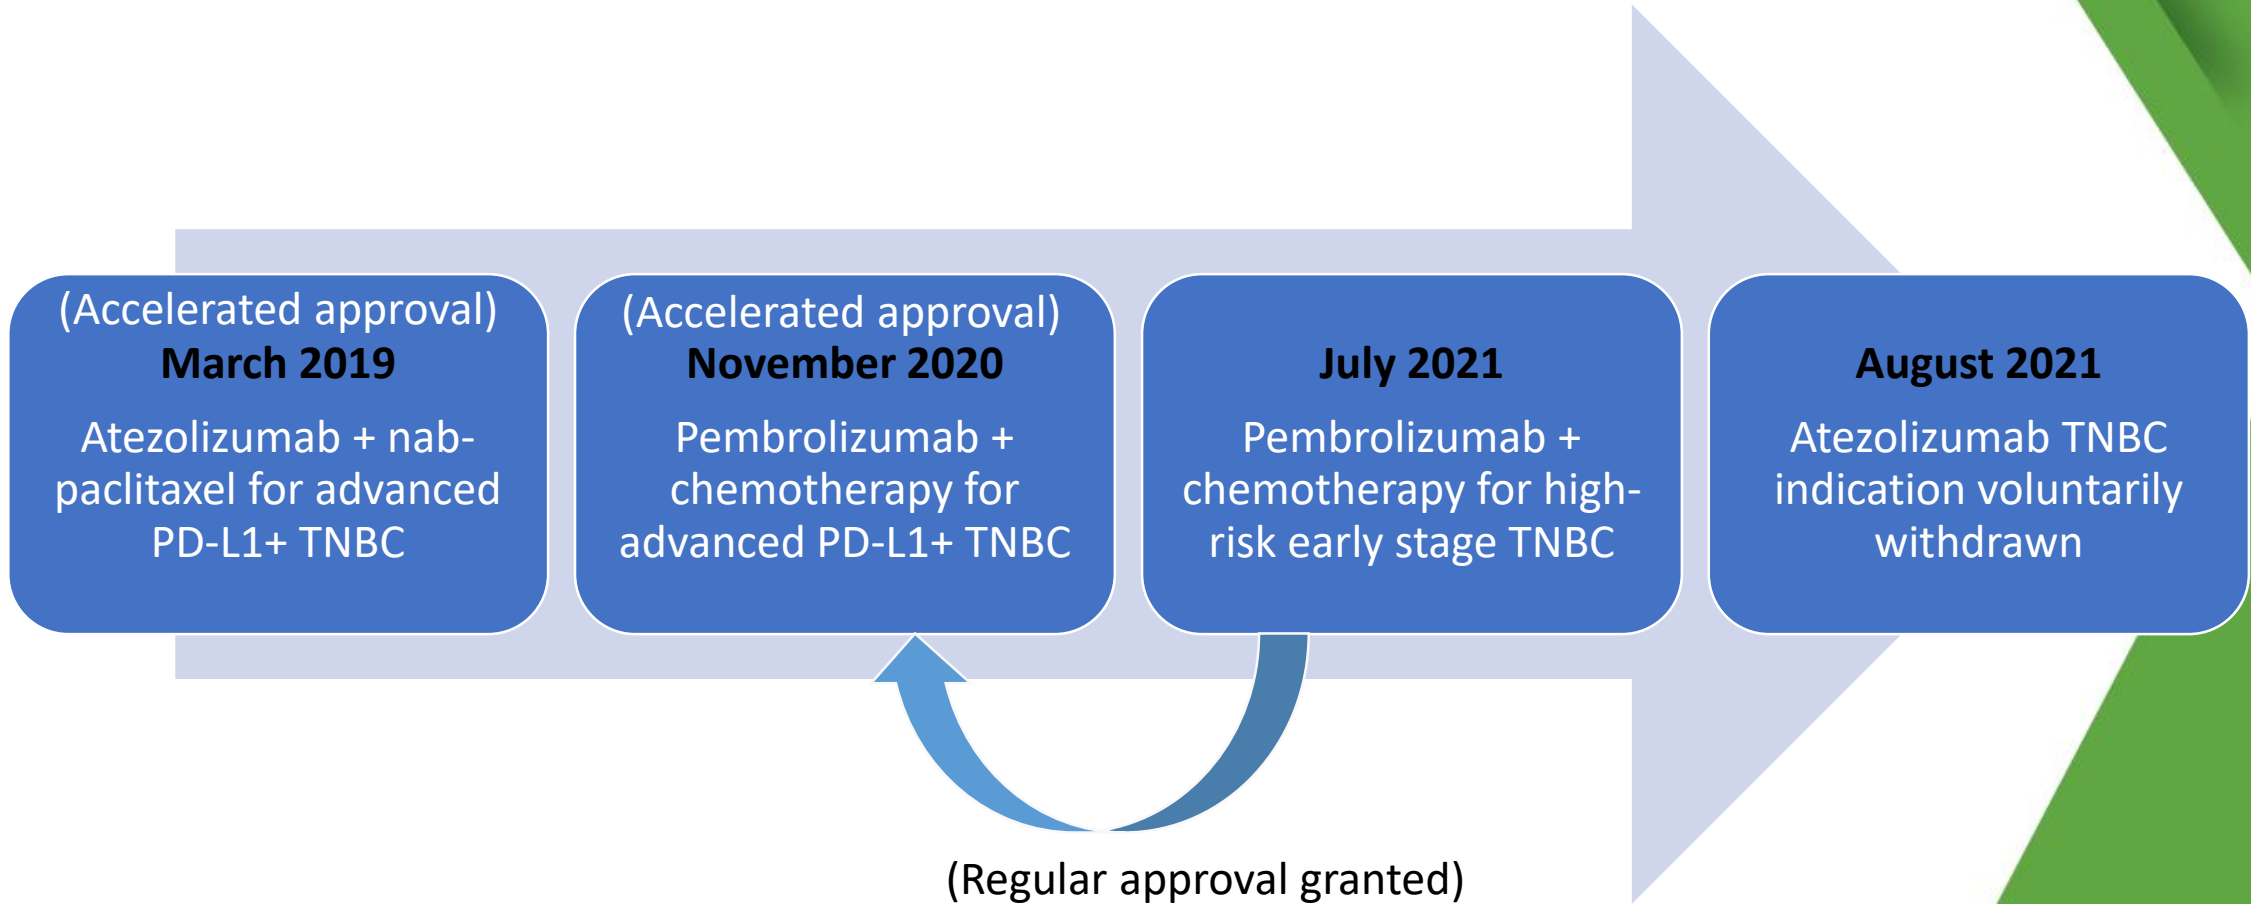 (Accelerated approval)
March 2019
Atezolizumab + nab-
paclitaxel for advanced
PD-L1+ TNBC
(Accelerated approval)
November 2020
Pembrolizumab +
chemotherapy for
advanced PD-L1+ TNBC
July 2021
Pembrolizumab +
chemotherapy for high-
risk early stage TNBC
August 2021
Atezolizumab TNBC
indication voluntarily
withdrawn
(Regular approval granted)